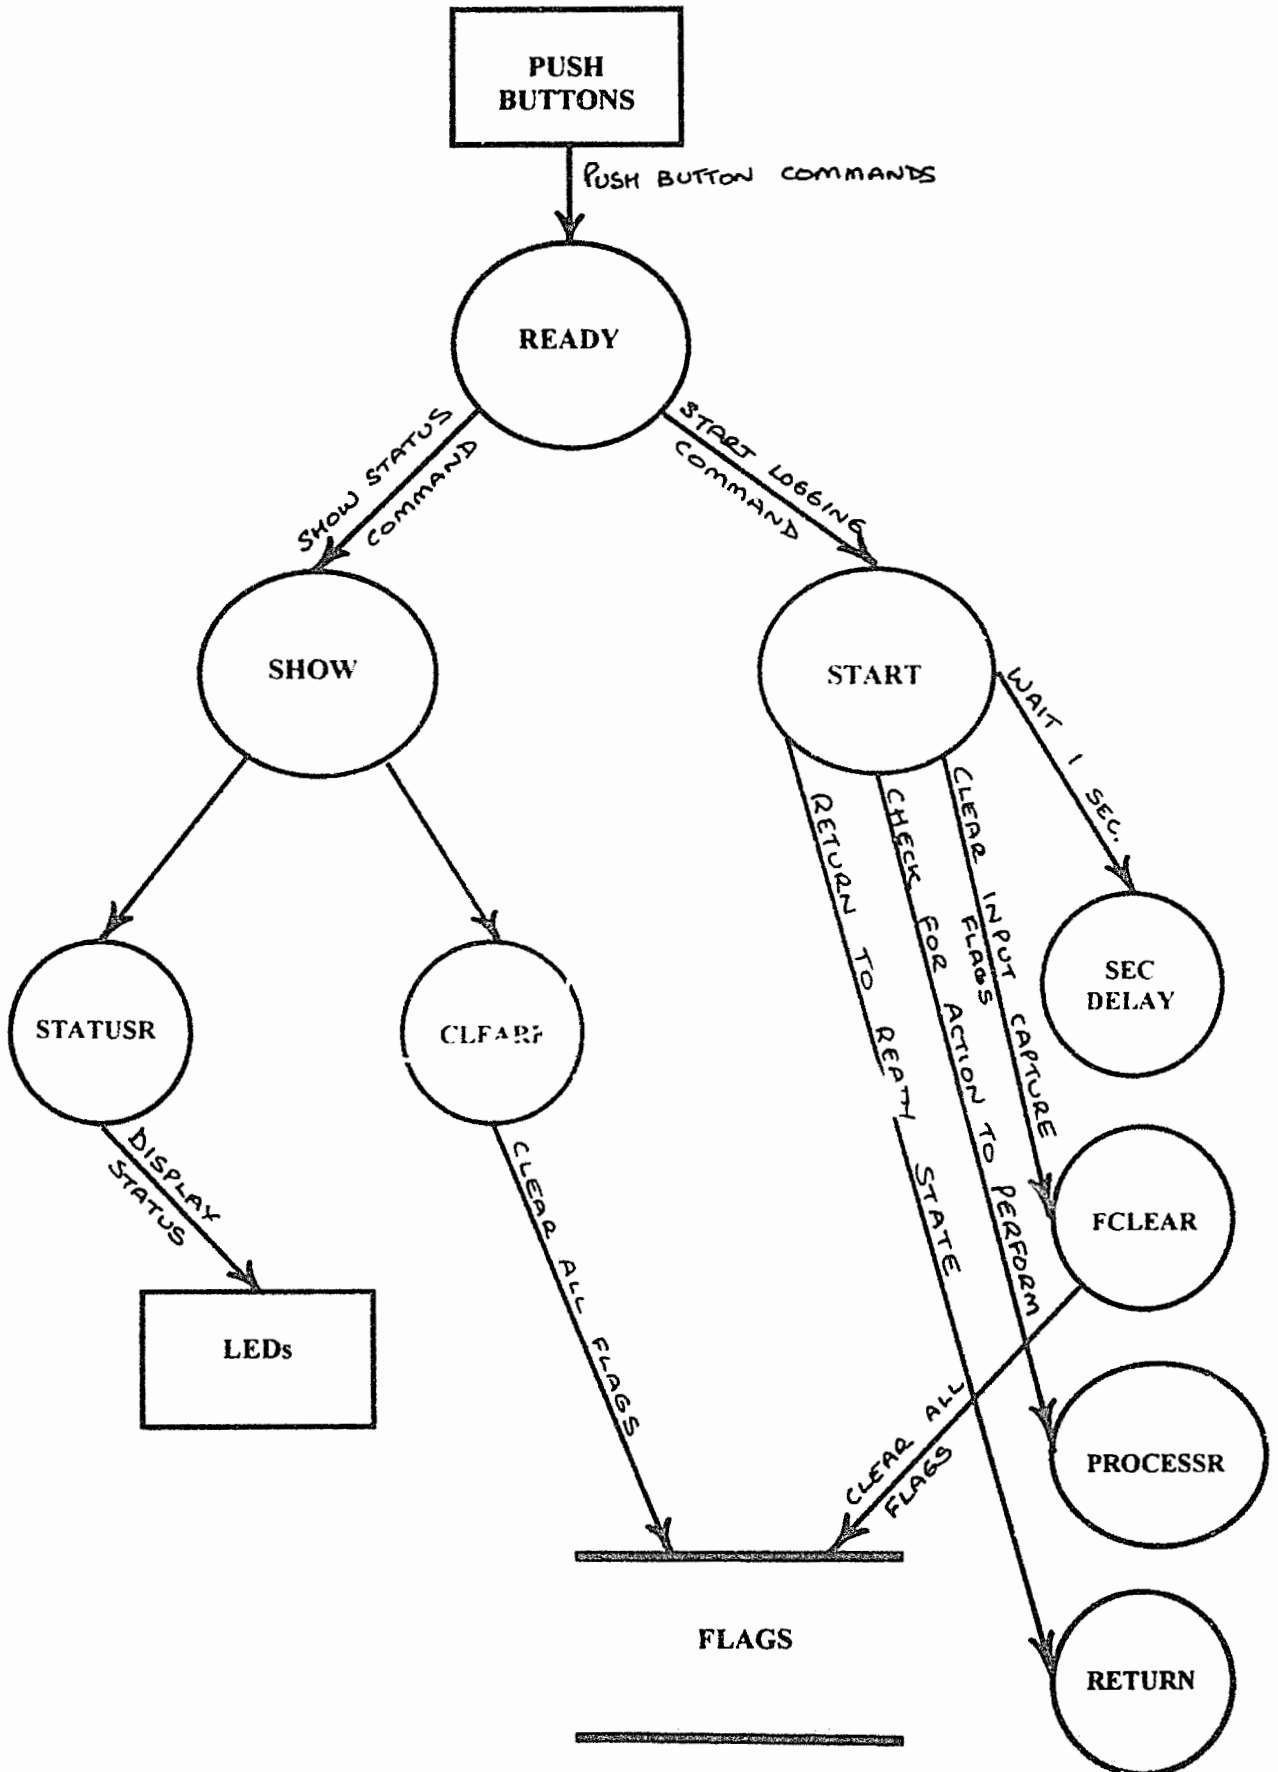 PUSH
BUTTONS
PUSH BUTTON COMMANDS
READY
SHOW STATUS
COMMAND
START LOGGING
COMMAND
SHOW
START
WAIT 1 SEC.
RETURN TO READY STATE
CHECK FOR ACTION TO PERFORM
CLEAR INPUT CAPTURE
FLAGS
SEC
DELAY
STATUSR
DISPLAY
STATUS
CLEAR ALL FLAGS
FCLEAR
LEDs
CLEAR ALL
FLAGS
PROCESSR
FLAGS
RETURN